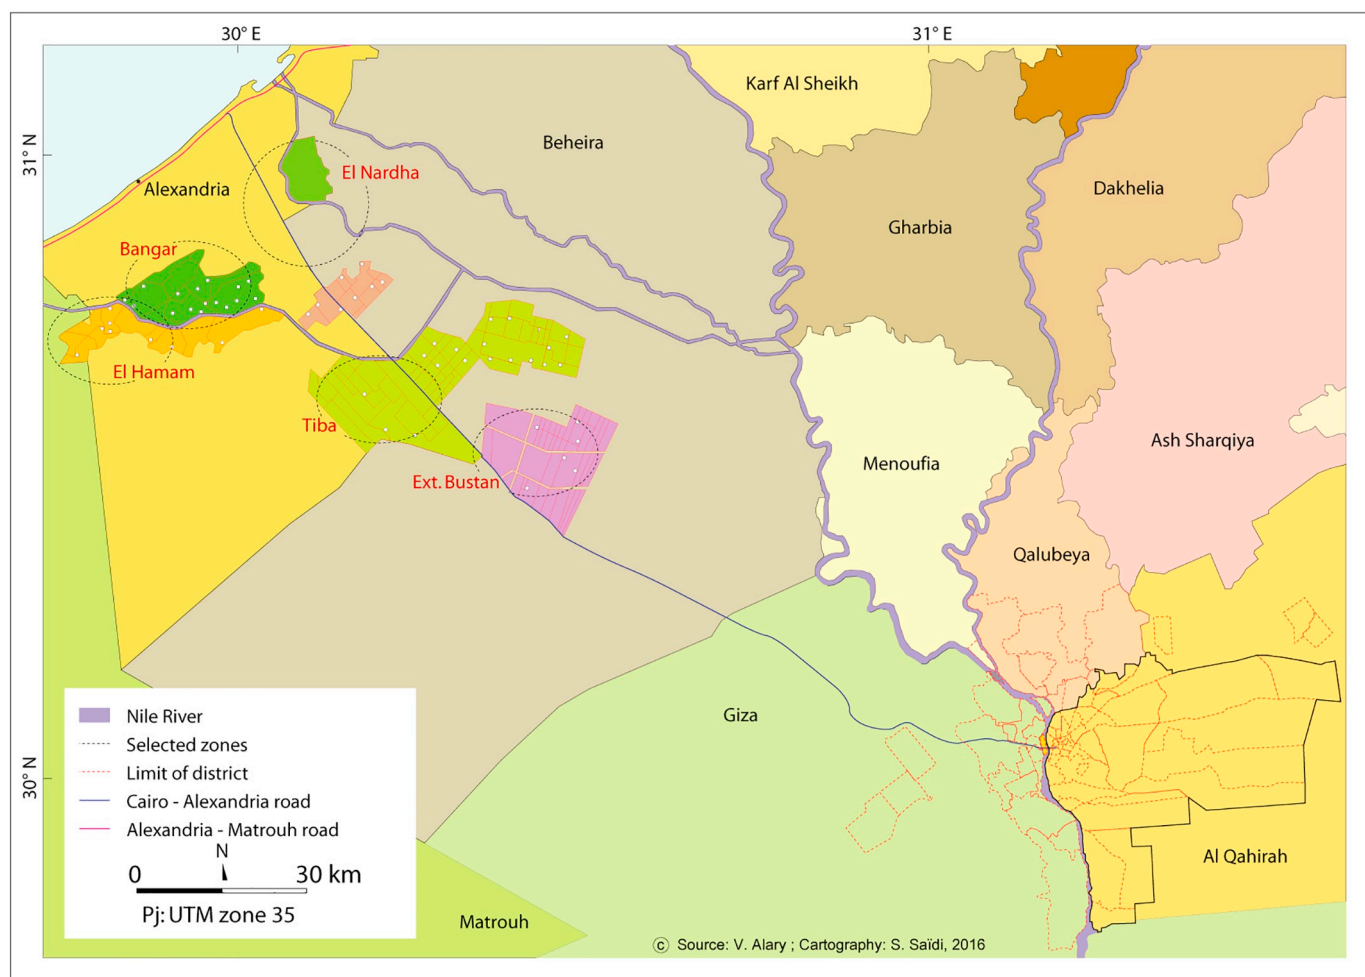 30° E
31° E
31° N
30° N
Karf Al Sheikh
Beheira
El Nardha
Alexandria
Dakhelia
Gharbia
Bangar
El Hamam
Tiba
Ext. Bustan
Menoufia
Ash Sharqiya
Qalubeya
Giza
Al Qahirah
Matrouh
Nile River
Selected zones
Limit of district
Cairo - Alexandria road
Alexandria - Matrouh road
N
0 30 km
Pj: UTM zone 35
© Source: V. Alary ; Cartography: S. Saïdi, 2016